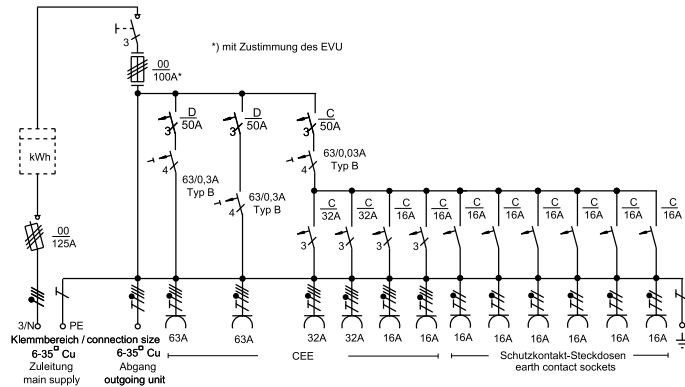 *) mit Zustimmung des EVU
3
00
100A*
D
50A
D
50A
C
50A
3
3
3
kWh
4
63/0,3A
Typ B
4
63/0,3A
Typ B
4
63/0,03A
Typ B
00
125A
C
32A
C
32A
C
16A
C
16A
C
16A
C
16A
C
16A
C
16A
C
16A
C
16A
3
3
3
3
3/N
PE
63A
63A
32A
32A
16A
16A
16A
16A
16A
16A
16A
16A
Klemmbereich / connection size
6-35□ Cu
6-35□ Cu
Zuleitung
main supply
Abgang
outgoing unit
CEE
Schutzkontakt-Steckdosen
earth contact sockets